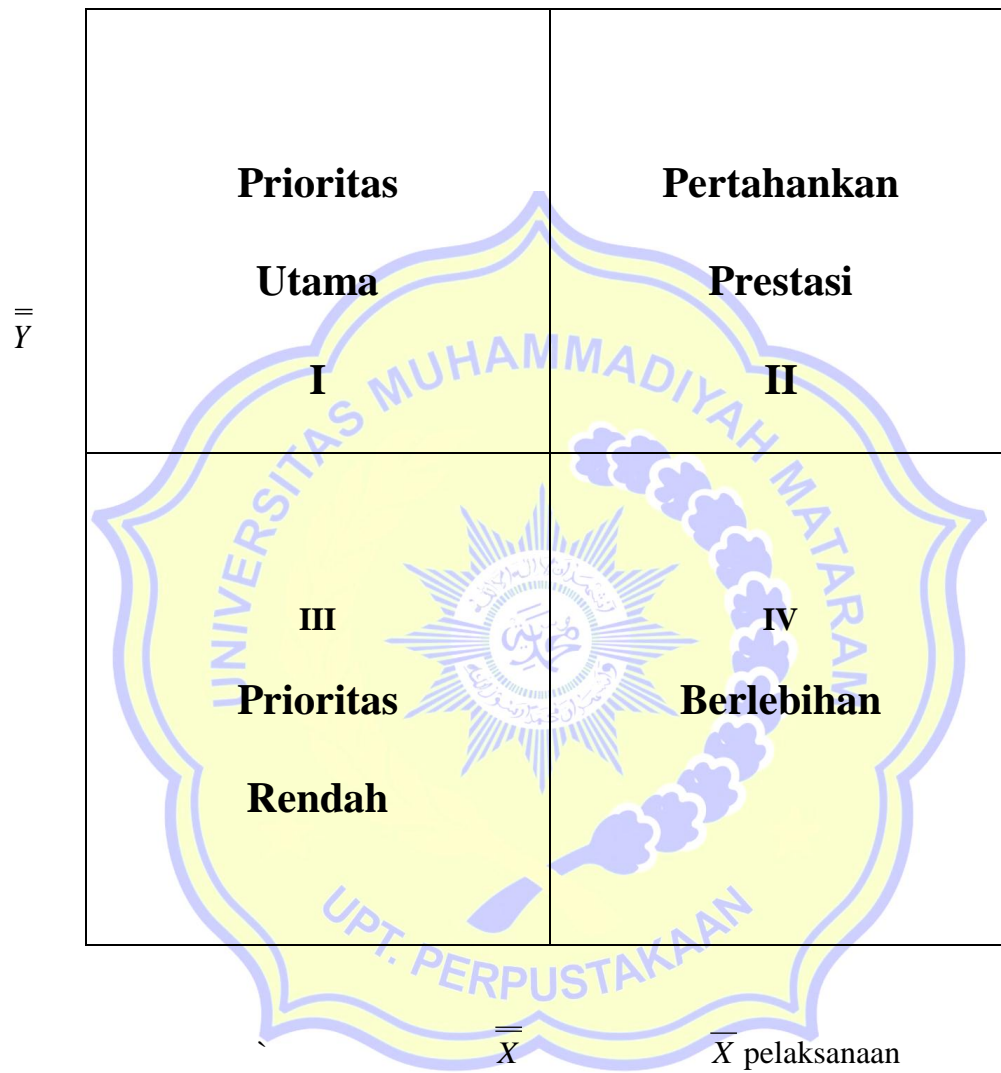 Prioritas
Utama
I
Pertahankan
Prestasi
II
Y̿
III
Prioritas
Rendah
IV
Berlebihan
UNIVERSITAS MUHAMMADIYAH MATARAM
UPT. PERPUSTAKAAN
`
X̿
X̅ pelaksanaan